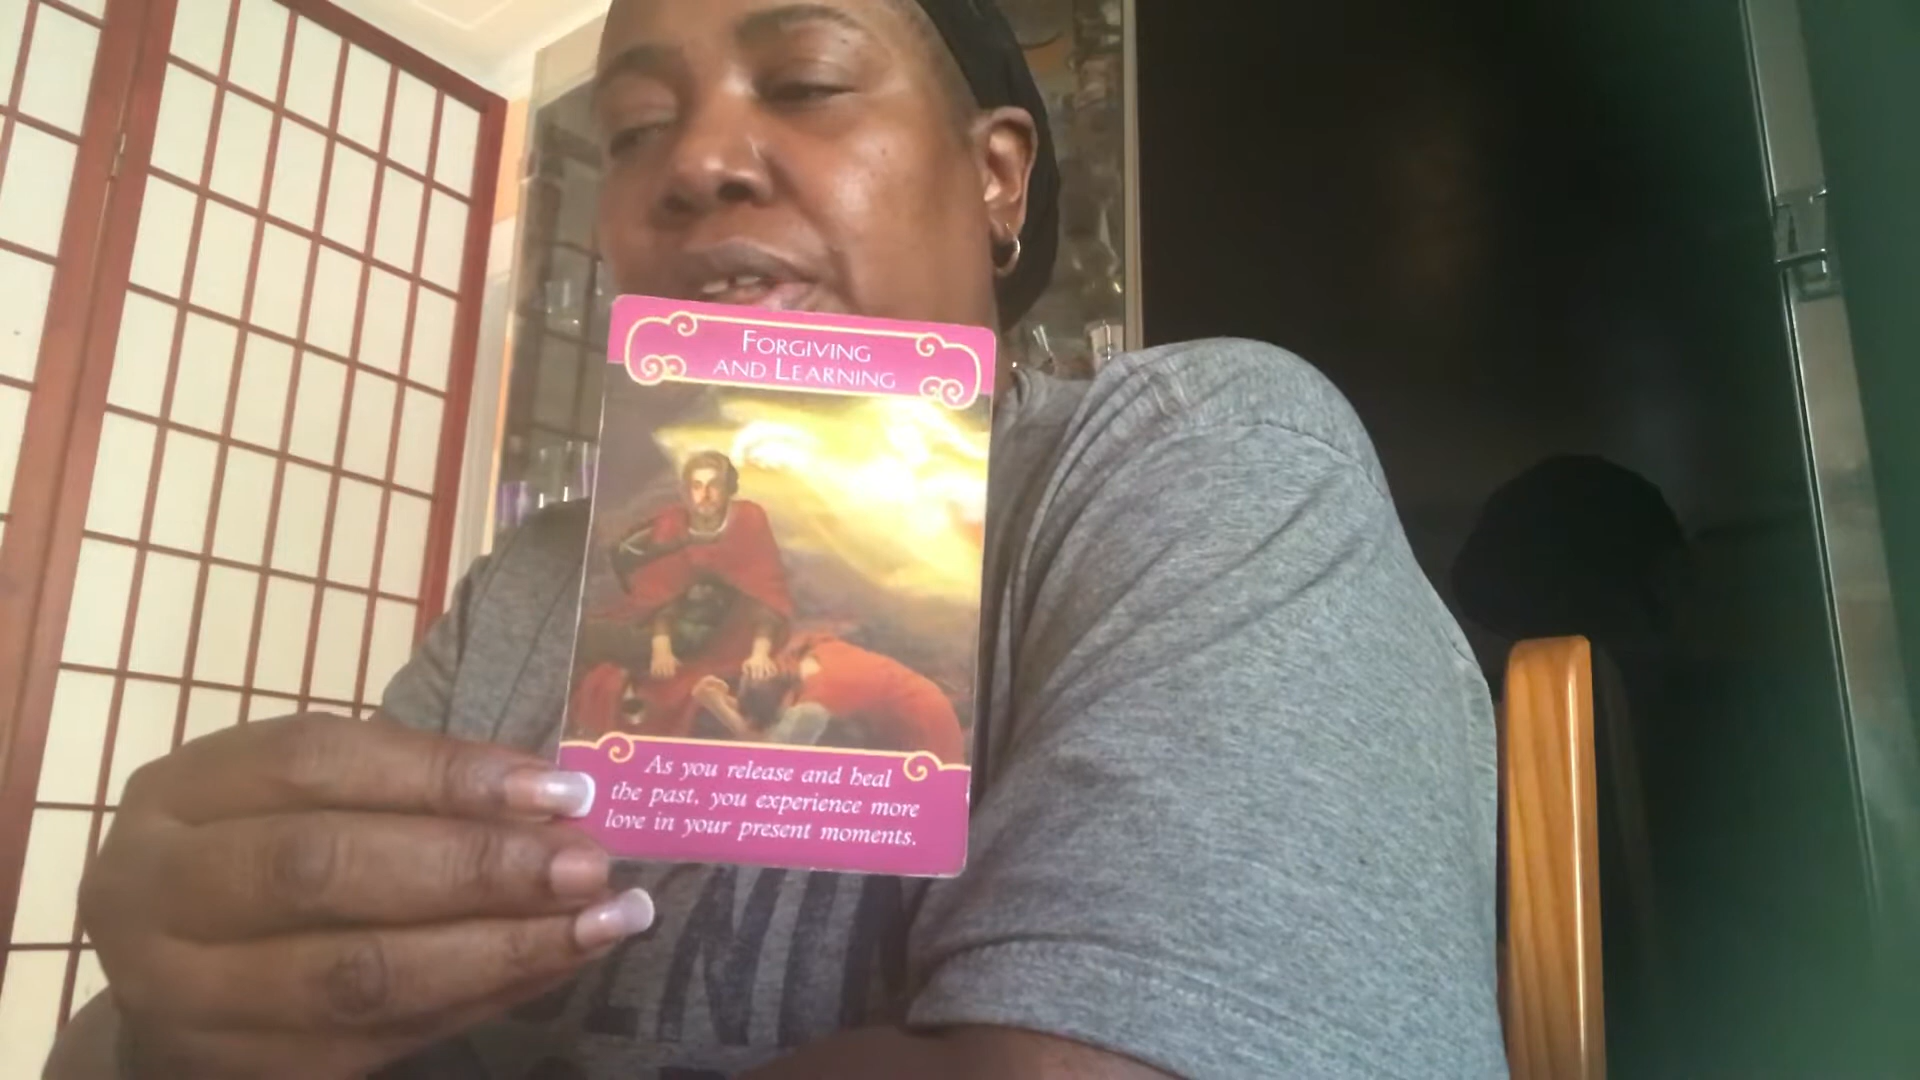 FORGIVING
AND LEARNING
As you release and heal
the past, you experience more
love in your present moments.